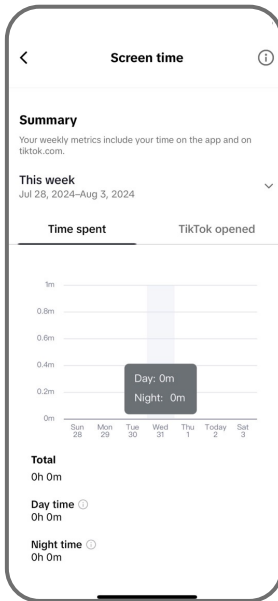 Screen time
Summary
Your weekly metrics include your time on the app and on
tiktok.com.
This week
Jul 28, 2024–Aug 3, 2024
Time spent
TikTok opened
1m
0.8m
0.6m
0.4m
0.2m
0m
Day: 0m
Night: 0m
Sun Mon Tue Wed Thu Today Sat
28 29 30 31 1 2 3
Total
0h 0m
Day time
0h 0m
Night time
0h 0m